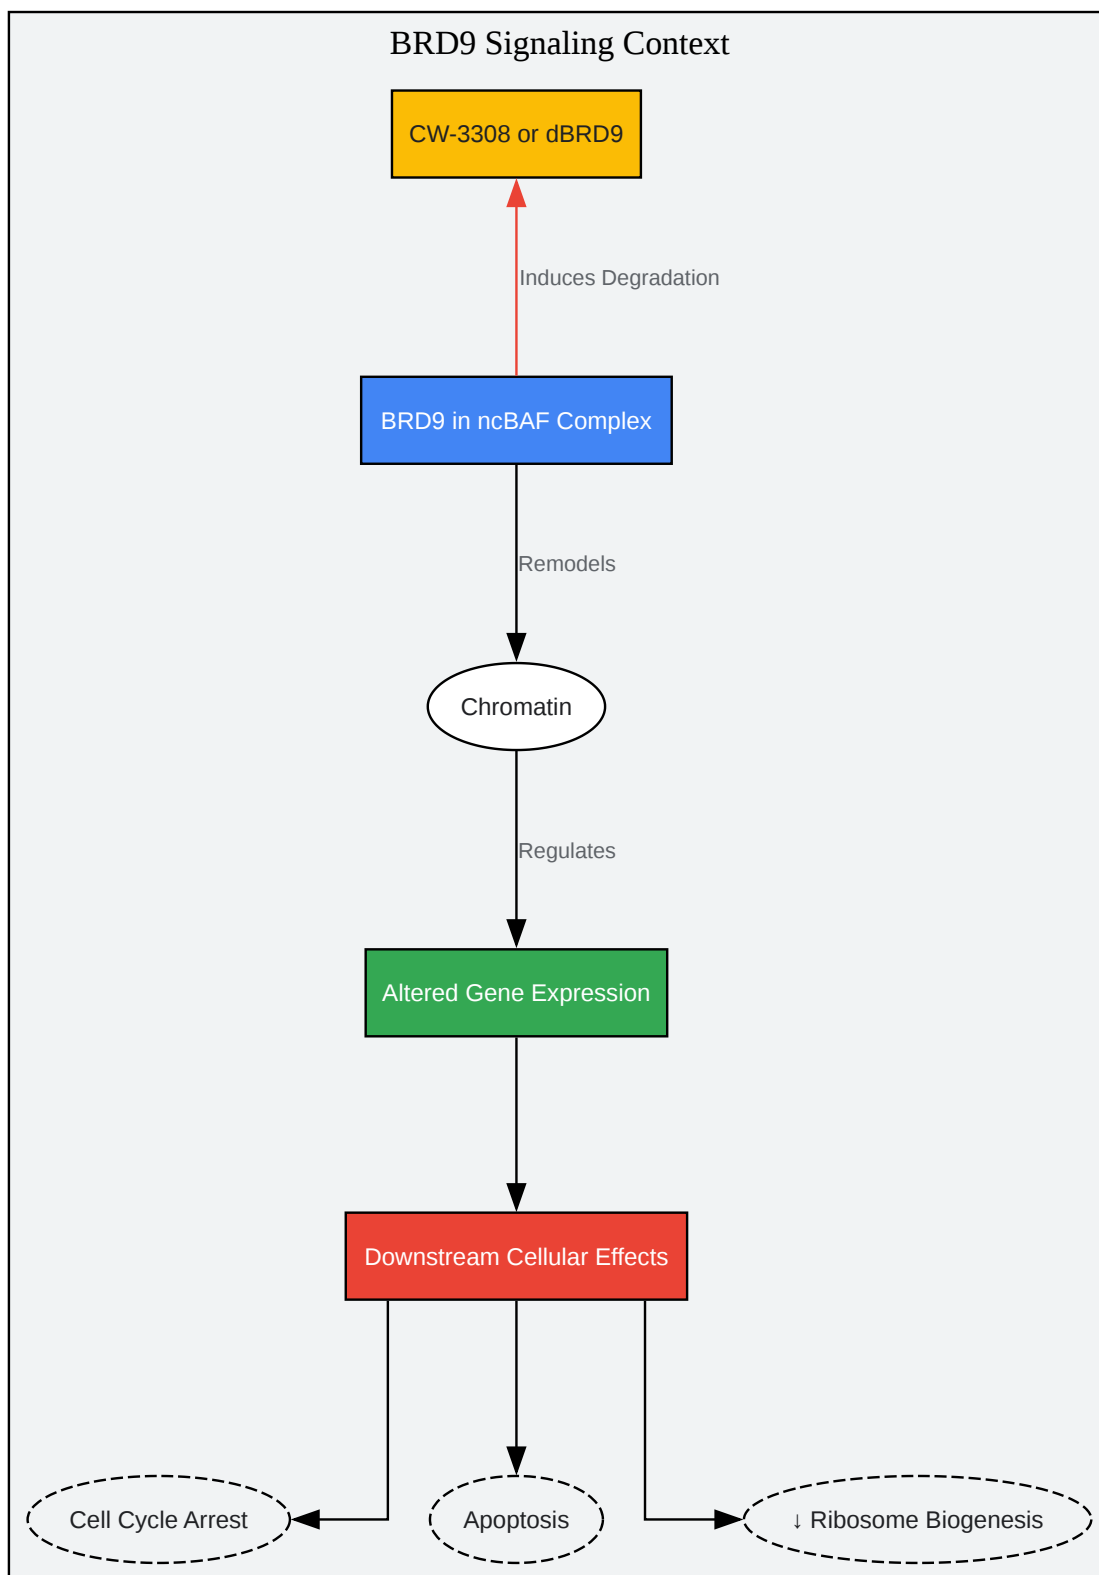 BRD9 Signaling Context
CW-3308 or dBRD9
Induces Degradation
BRD9 in ncBAF Complex
Remodels
Chromatin
Regulates
Altered Gene Expression
Downstream Cellular Effects
Cell Cycle Arrest
Apoptosis
↓ Ribosome Biogenesis